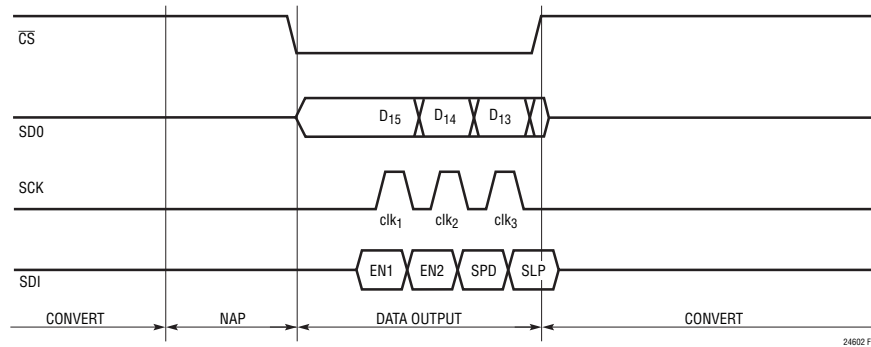 CS
SD0
D15 D14 D13
SCK
clk1 clk2 clk3
SDI
EN1 EN2 SPD SLP
CONVERT NAP DATA OUTPUT CONVERT
24602 F